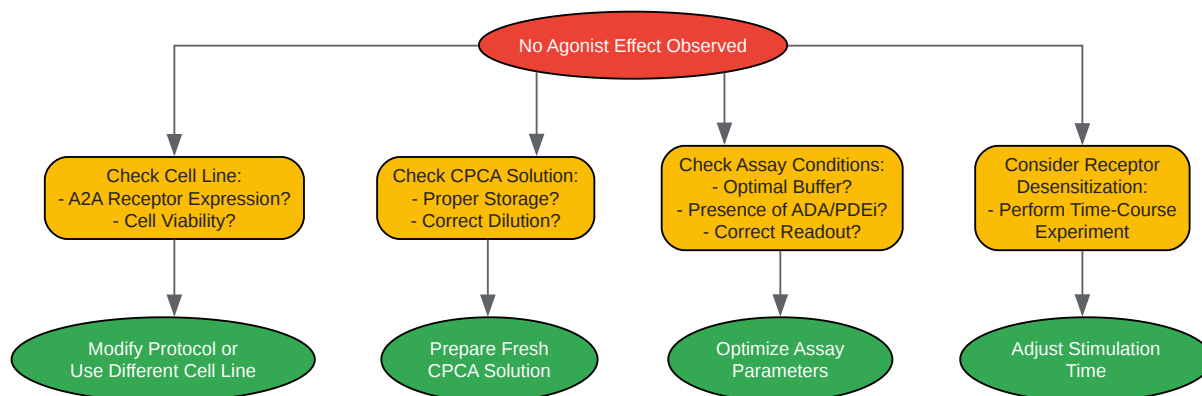 No Agonist Effect Observed
Check Cell Line:
- A2A Receptor Expression?
- Cell Viability?
Check CPCA Solution:
- Proper Storage?
- Correct Dilution?
Check Assay Conditions:
- Optimal Buffer?
- Presence of ADA/PDEi?
- Correct Readout?
Consider Receptor
Desensitization:
- Perform Time-Course
Experiment
Modify Protocol or
Use Different Cell Line
Prepare Fresh
CPCA Solution
Optimize Assay
Parameters
Adjust Stimulation
Time